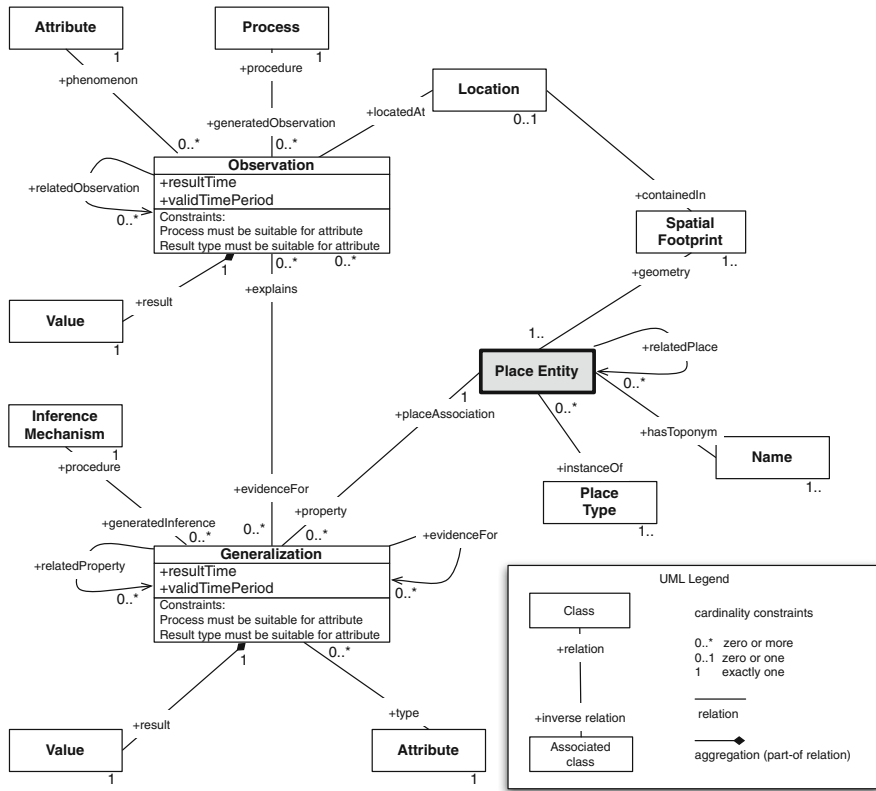 Attribute
1
Process
1
+phenomenon
+procedure
Location
0..1
+locatedAt
+generatedObservation
0..*
0..*
Observation
+resultTime
+validTimePeriod
Constraints:
Process must be suitable for attribute
Result type must be suitable for attribute
+relatedObservation
0..*
+containedIn
Spatial
Footprint
1..
1
0..*
0..*
+geometry
+explains
+result
Value
1
1..
Place Entity
+relatedPlace
0..*
1
0..*
+placeAssociation
+hasToponym
Name
1..
Inference
Mechanism
1
+procedure
+instanceOf
Place
Type
1..
+evidenceFor
+property
+generatedInference
0..*
0..*
0..*
Generalization
+resultTime
+validTimePeriod
Constraints:
Process must be suitable for attribute
Result type must be suitable for attribute
+relatedProperty
0..*
+evidenceFor
0..*
1
0..*
+result
+type
Value
1
Attribute
1
UML Legend
Class
+relation
+inverse relation
Associated
class
cardinality constraints
0..* zero or more
0..1 zero or one
1 exactly one
relation
aggregation (part-of relation)